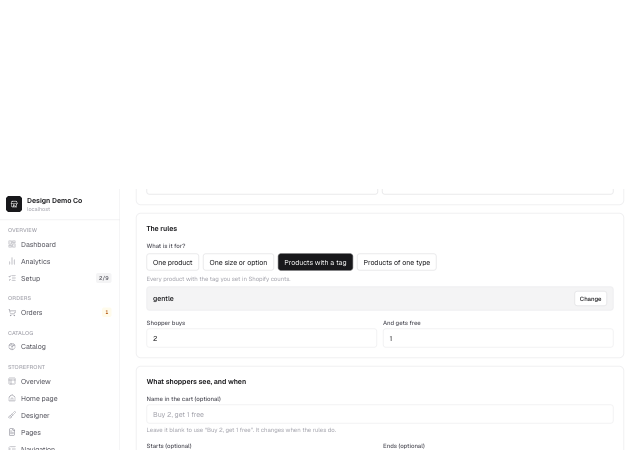 Design Demo Co
localhost
OVERVIEW
Dashboard
Analytics
Setup 2/9
ORDERS
Orders 1
CATALOG
Catalog
STOREFRONT
Overview
Home page
Designer
Pages
Navigation
The rules
What is it for?
One product One size or option Products with a tag Products of one type
Every product with the tag you set in Shopify counts.
gentle Change
Shopper buys And gets free
2 1
What shoppers see, and when
Name in the cart (optional)
Buy 2, get 1 free
Leave it blank to use "Buy 2, get 1 free". It changes when the rules do.
Starts (optional) Ends (optional)